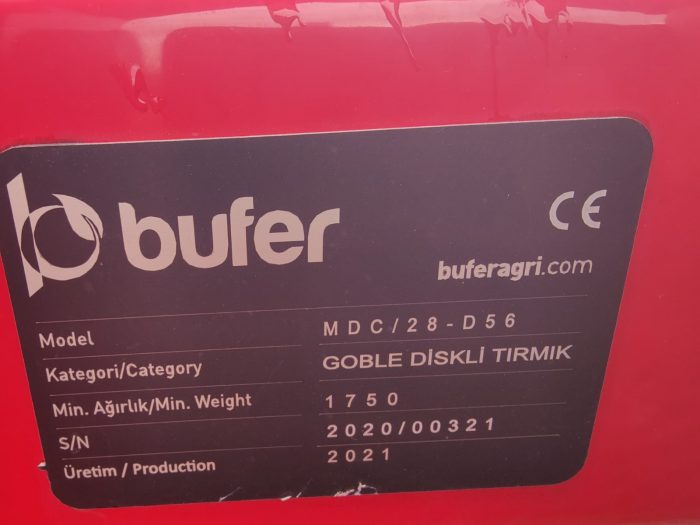 bufer
CE
buferagri.com
Model MDC/28-D56
Kategori/Category GOBLE DİSKLİ TIRMIK
Min. Ağırlık/Min. Weight 1750
S/N 2020/00321
Üretim / Production 2021